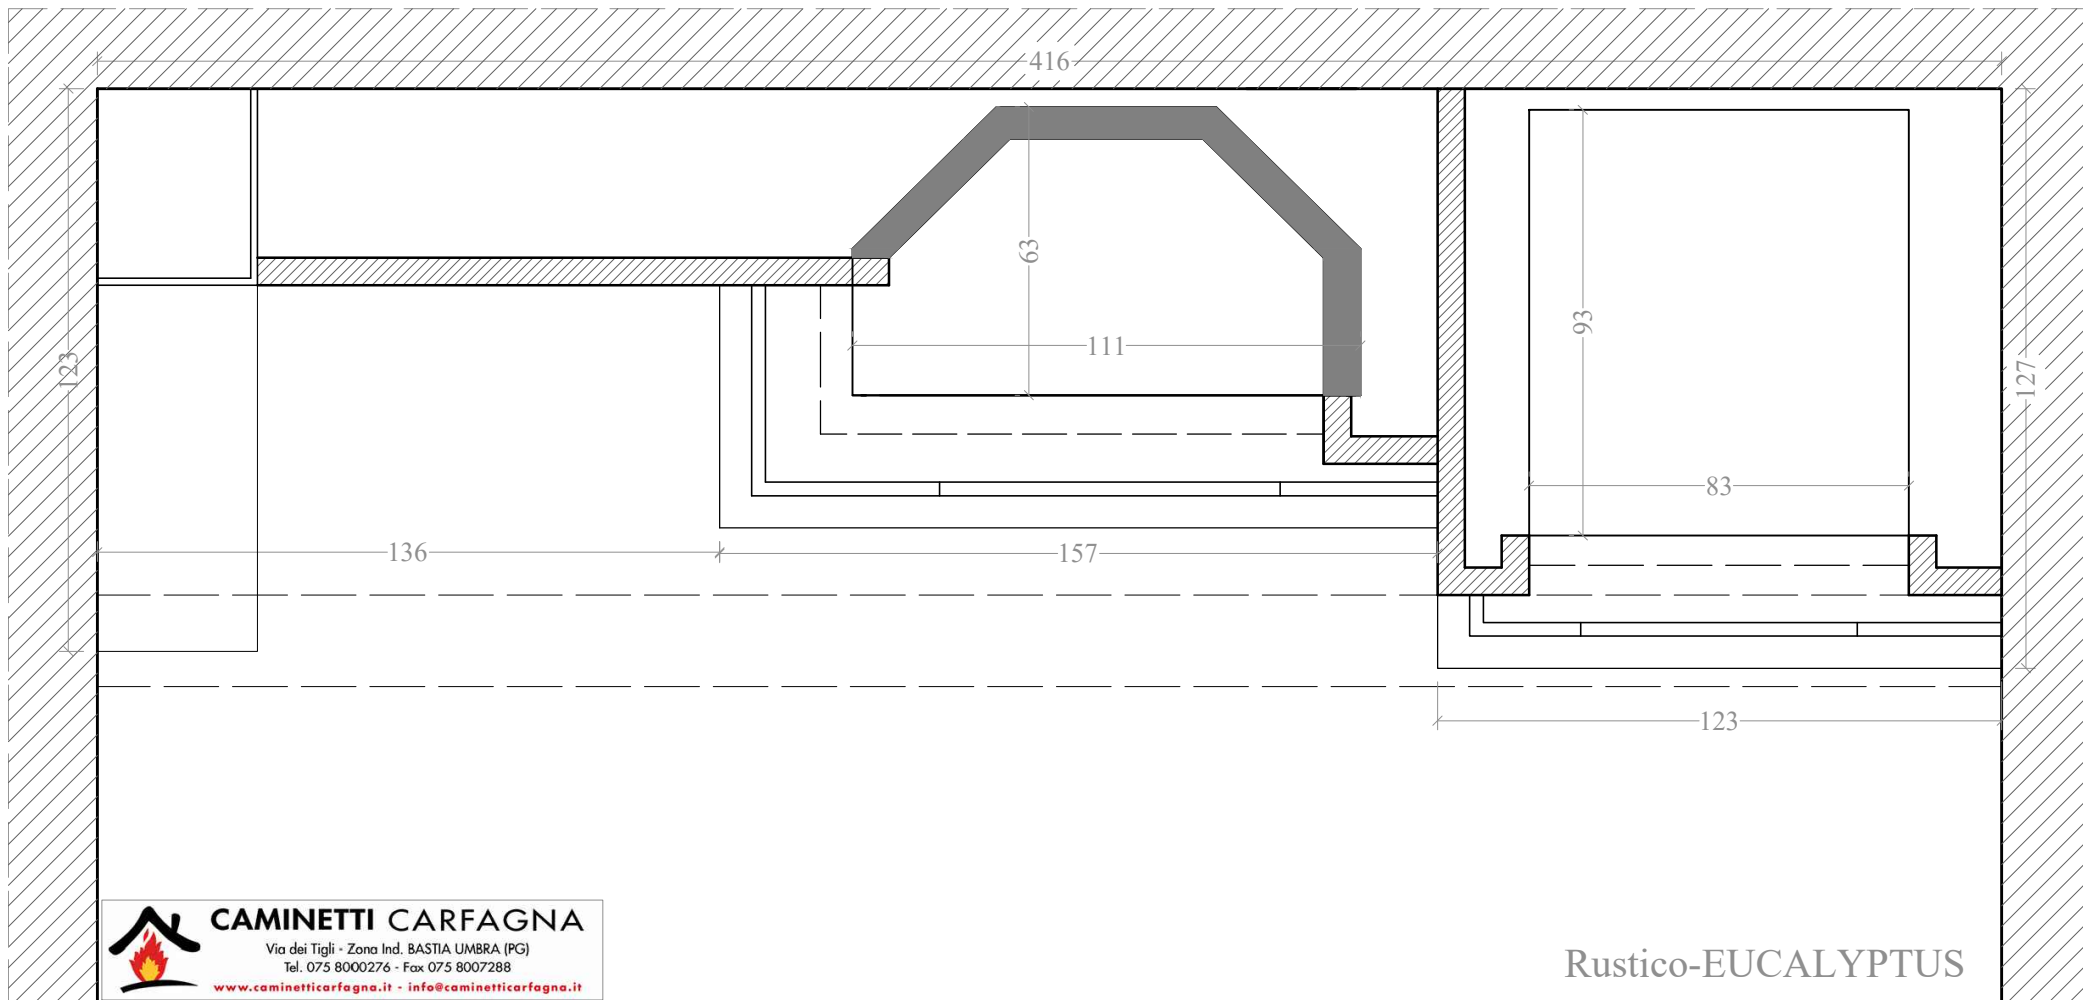 416
123
63
111
93
83
127
136
157
123
CAMINETTI CARFAGNA
Via dei Tigli - Zona Ind. BASTIA UMBRA (PG)
Tel. 075 8000276 - Fax 075 8007288
www.caminetticarfagna.it - info@caminetticarfagna.it
Rustico-EUCALYPTUS